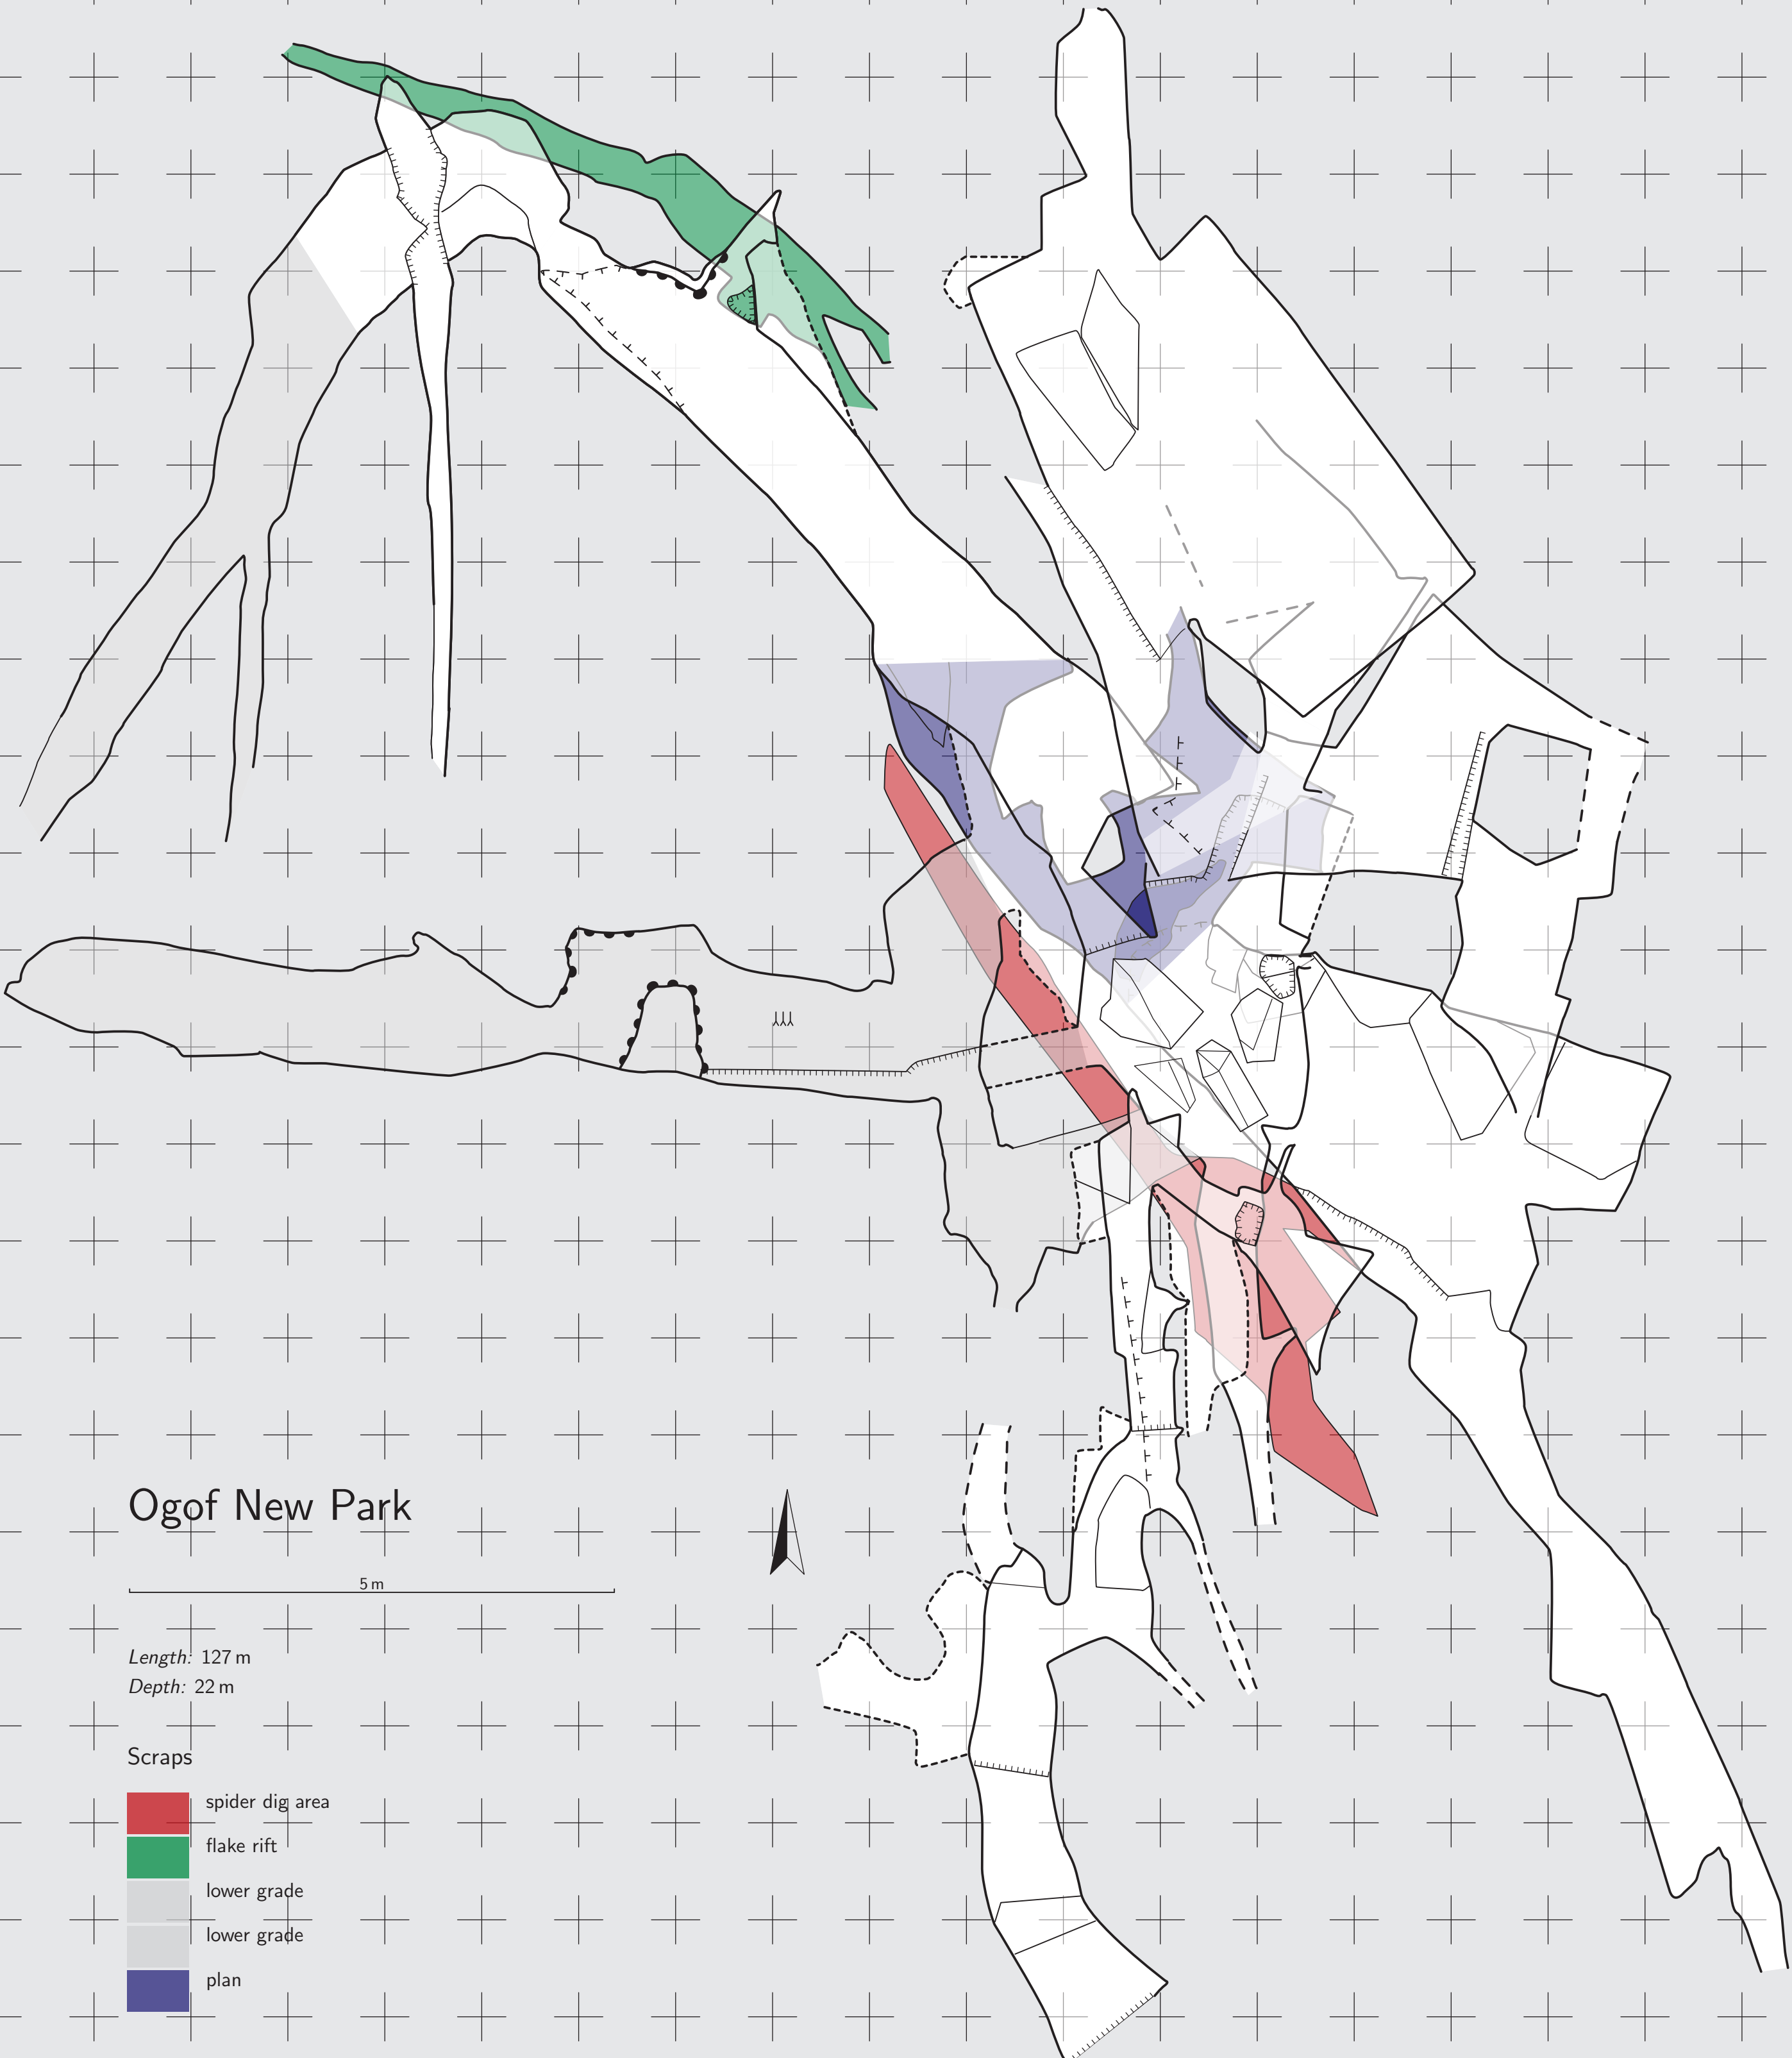 Ogof New Park
5 m
Length: 127 m
Depth: 22 m
Scraps
spider dig area
flake rift
lower grade
lower grade
plan